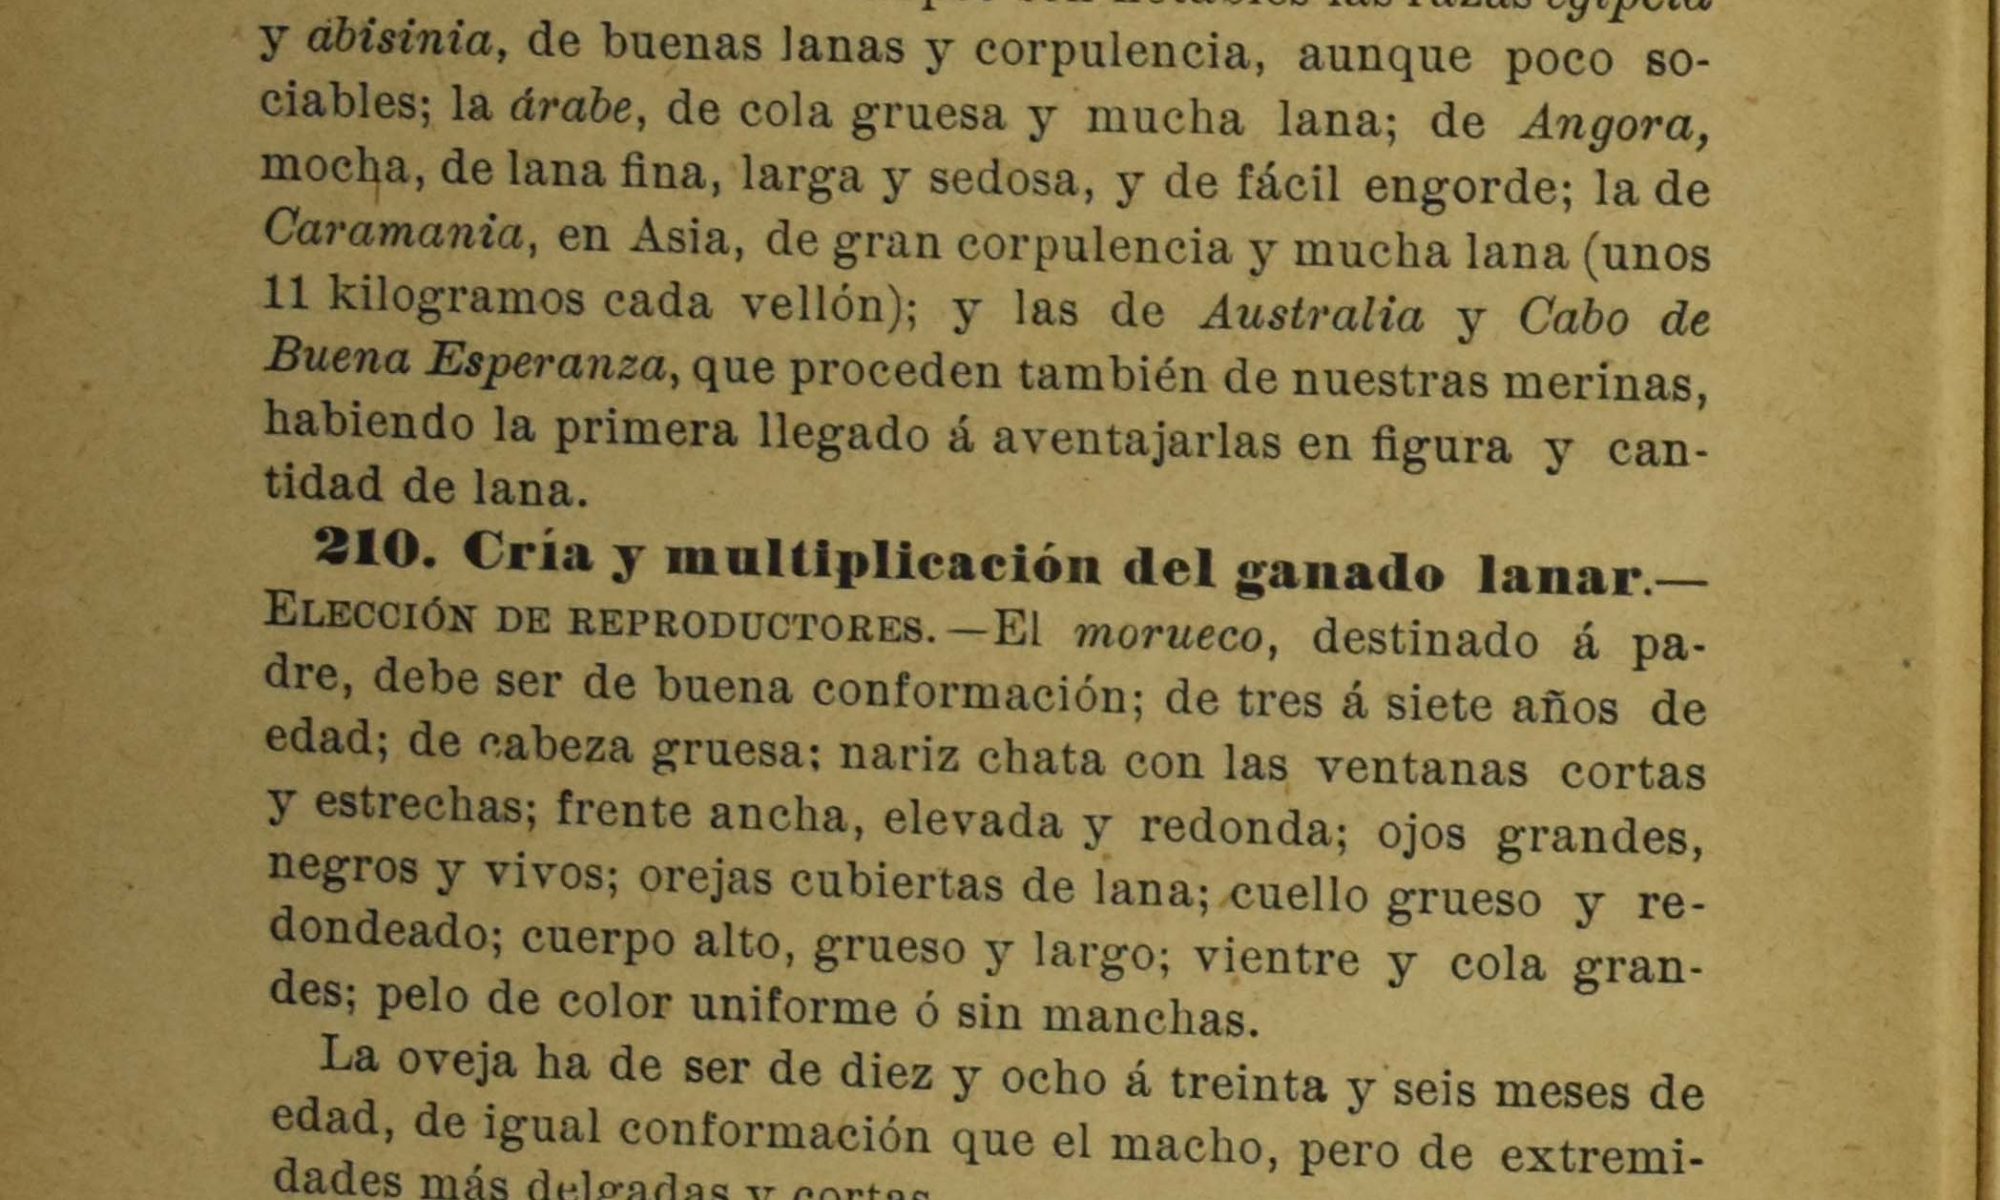 notables las razas egipcia
y abisinia, de buenas lanas y corpulencia, aunque poco so-
ciables; la árabe, de cola gruesa y mucha lana; de Angora,
mocha, de lana fina, larga y sedosa, y de fácil engorde; la de
Caramania, en Asia, de gran corpulencia y mucha lana (unos
11 kilogramos cada vellón); y las de Australia y Cabo de
Buena Esperanza, que proceden también de nuestras merinas,
habiendo la primera llegado á aventajarlas en figura y can-
tidad de lana.
210. Cría y multiplicación del ganado lanar.—
ELECCIÓN DE REPRODUCTORES.—El morueco, destinado á pa-
dre, debe ser de buena conformación; de tres á siete años de
edad; de cabeza gruesa; nariz chata con las ventanas cortas
y estrechas; frente ancha, elevada y redonda; ojos grandes,
negros y vivos; orejas cubiertas de lana; cuello grueso y re-
dondeado; cuerpo alto, grueso y largo; vientre y cola gran-
des; pelo de color uniforme ó sin manchas.
La oveja ha de ser de diez y ocho á treinta y seis meses de
edad, de igual conformación que el macho, pero de extremi-
dades más delgadas y cortas